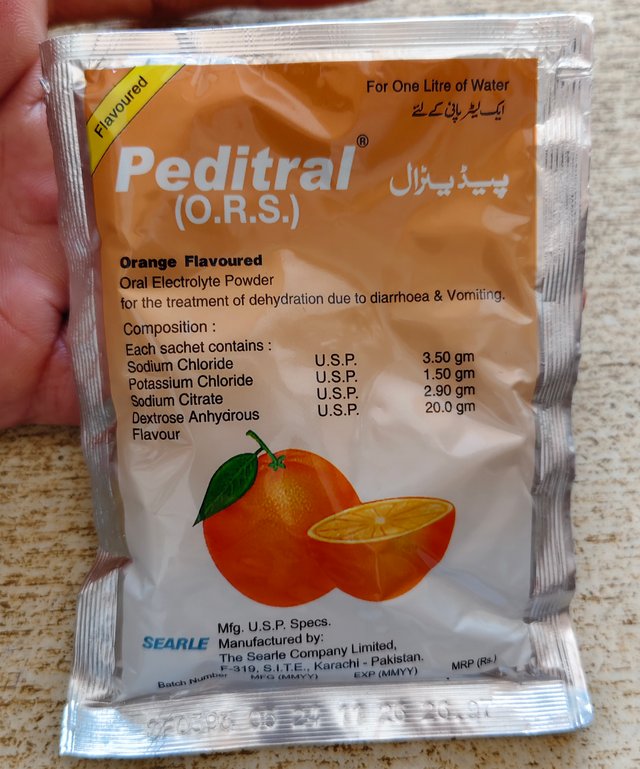 Flavoured
For One Litre of Water
ایک لیٹر پانی کے لئے
Peditral®
پیڈیٹرال
(O.R.S.)
Orange Flavoured
Oral Electrolyte Powder
for the treatment of dehydration due to diarrhoea & Vomiting.
Composition :
Each sachet contains :
Sodium Chloride U.S.P. 3.50 gm
Potassium Chloride U.S.P. 1.50 gm
Sodium Citrate U.S.P. 2.90 gm
Dextrose Anhydrous U.S.P. 20.0 gm
Flavour
SEARLE
Mfg. U.S.P. Specs.
Manufactured by:
The Searle Company Limited,
F-319, S.I.T.E., Karachi - Pakistan.
Batch Number MFG (MMYY) EXP (MMYY) MRP (Rs.)
24 11 26